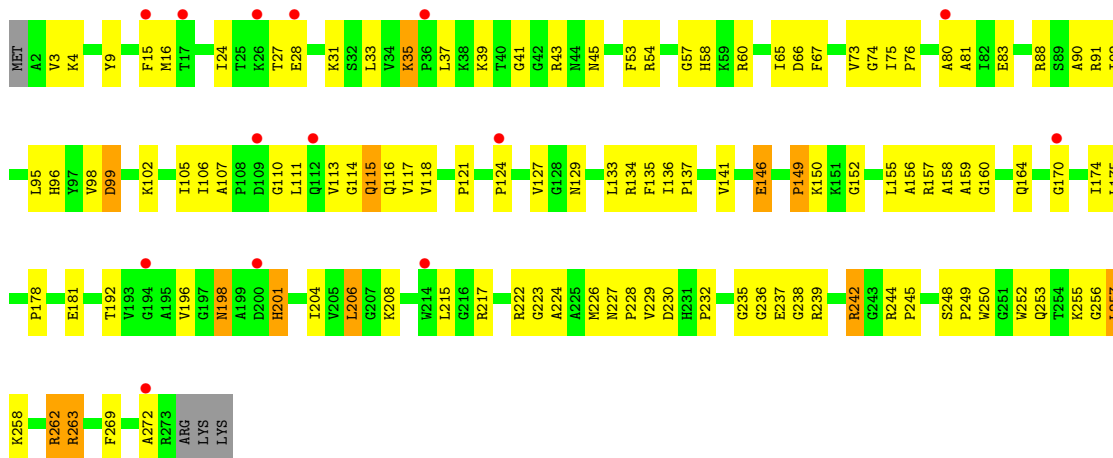 MET A2 V3 K4 Y9 F15 M16 T17 I24 T25 K26 T27 E28 K31 S32 L33 V34 K35 P36 L37 K38 K39 T40 G41 G42 R43 N44 N45 F53 R54 G57 H58 K59 R60 I65 D66 F67 V73 G74 I75 P76 A80 A81 I82 E83 R88 S89 A90 R91
L95 H96 Y97 V98 D99 K102 I105 I106 A107 P108 D109 G110 L111 Q112 V113 G114 Q115 Q116 V117 V118 P121 P124 V127 G128 N129 L133 R134 F135 I136 P137 V141 E146 P149 K150 K151 G152 L155 A156 R157 A158 A159 G160 Q164 G170 I174
P178 E181 T192 V193 G194 A195 V196 G197 N198 A199 D200 H201 I204 V205 L206 G207 K208 W214 L215 G216 R217 R222 G223 A224 A225 M226 N227 P228 V229 D230 H231 P232 G235 G236 E237 G238 R239 R242 G243 R244 P245 S248 P249 W250 G251 W252 Q253 T254 K255 G256
K258 R262 R263 F269 A272 R273 ARG LYS LYS